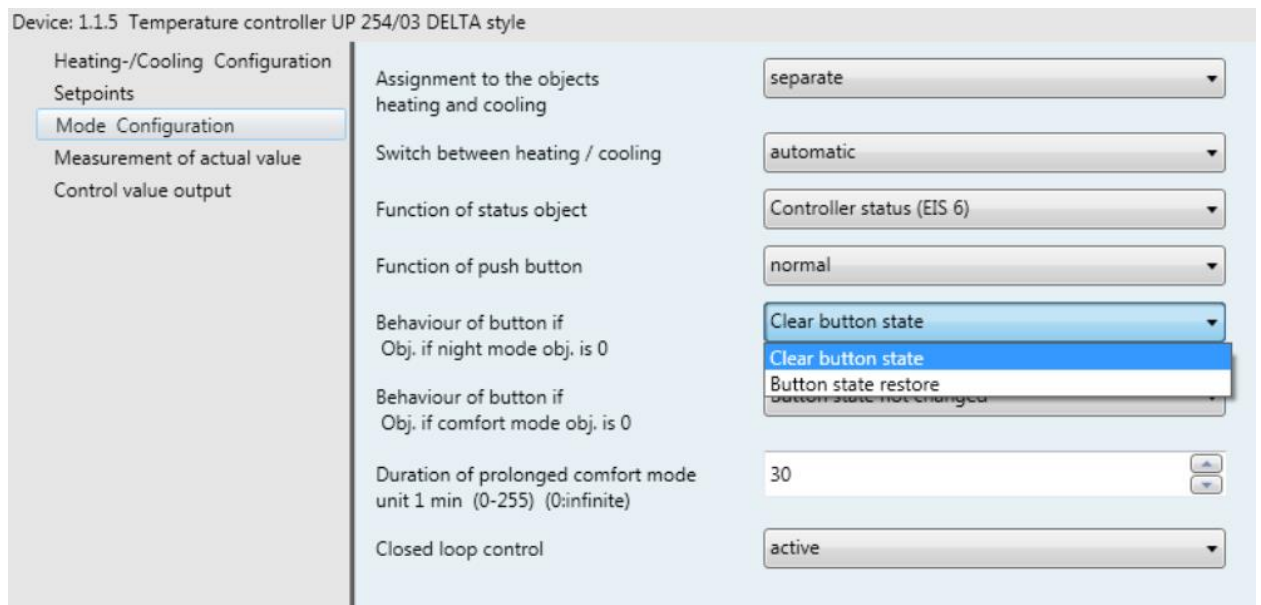 Device: 1.1.5 Temperature controller UP 254/03 DELTA style
Heating-/Cooling Configuration
Setpoints
Mode Configuration
Measurement of actual value
Control value output
Assignment to the objects
heating and cooling
separate
Switch between heating / cooling
automatic
Function of status object
Controller status (EIS 6)
Function of push button
normal
Behaviour of button if
Obj. if night mode obj. is 0
Clear button state
Clear button state
Button state restore
Behaviour of button if
Obj. if comfort mode obj. is 0
Button state not changed
Duration of prolonged comfort mode
unit 1 min (0-255) (0:infinite)
30
Closed loop control
active